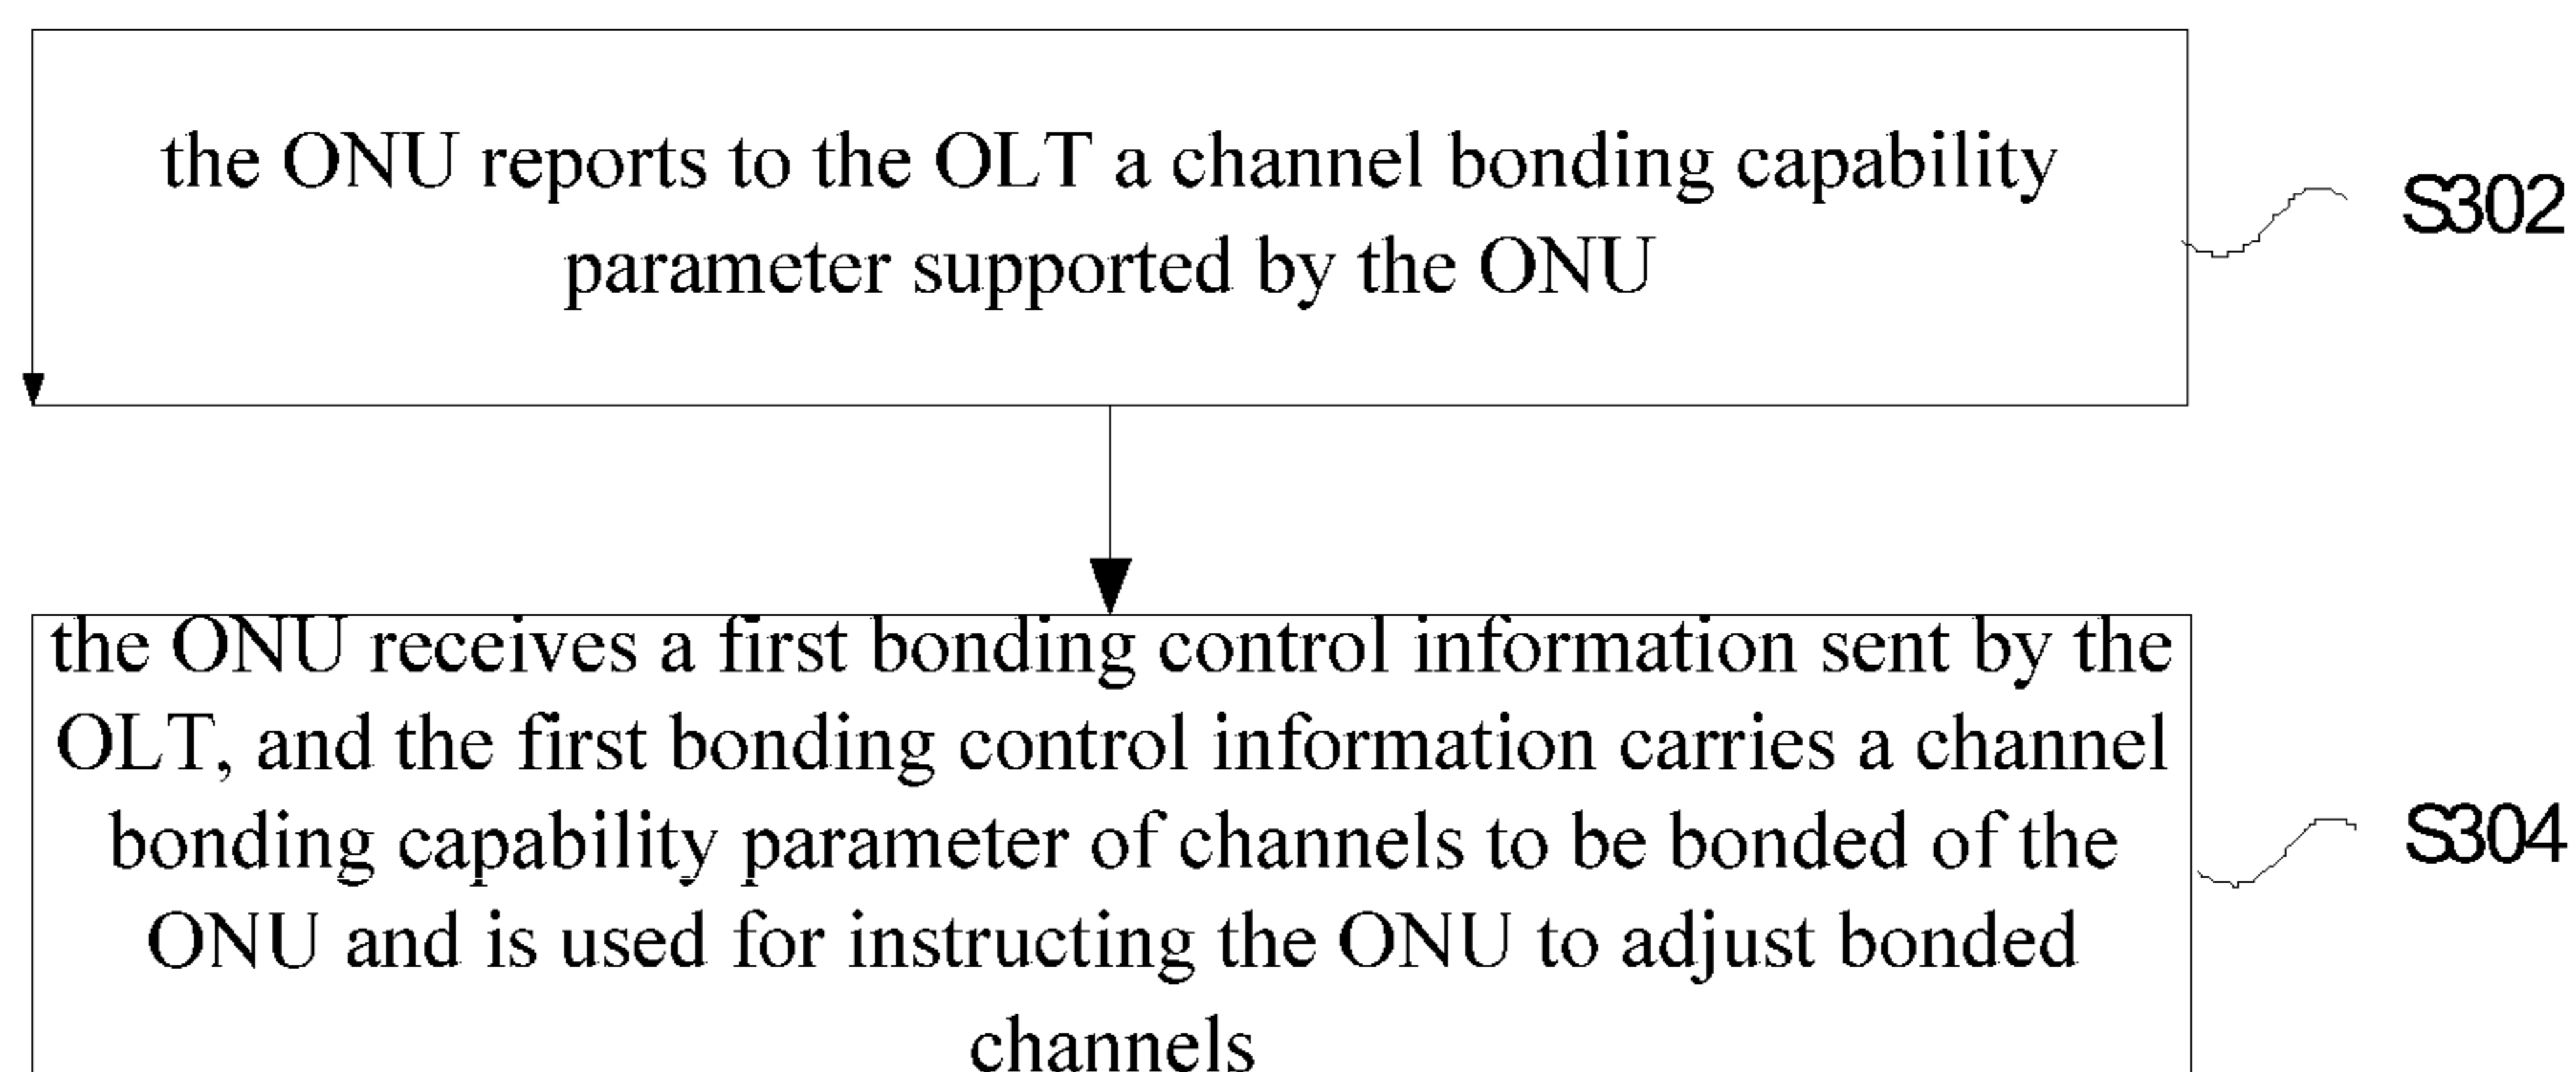 the ONU reports to the OLT a channel bonding capability
parameter supported by the ONU
S302
the ONU receives a first bonding control information sent by the
OLT, and the first bonding control information carries a channel
bonding capability parameter of channels to be bonded of the
ONU and is used for instructing the ONU to adjust bonded
channels
S304